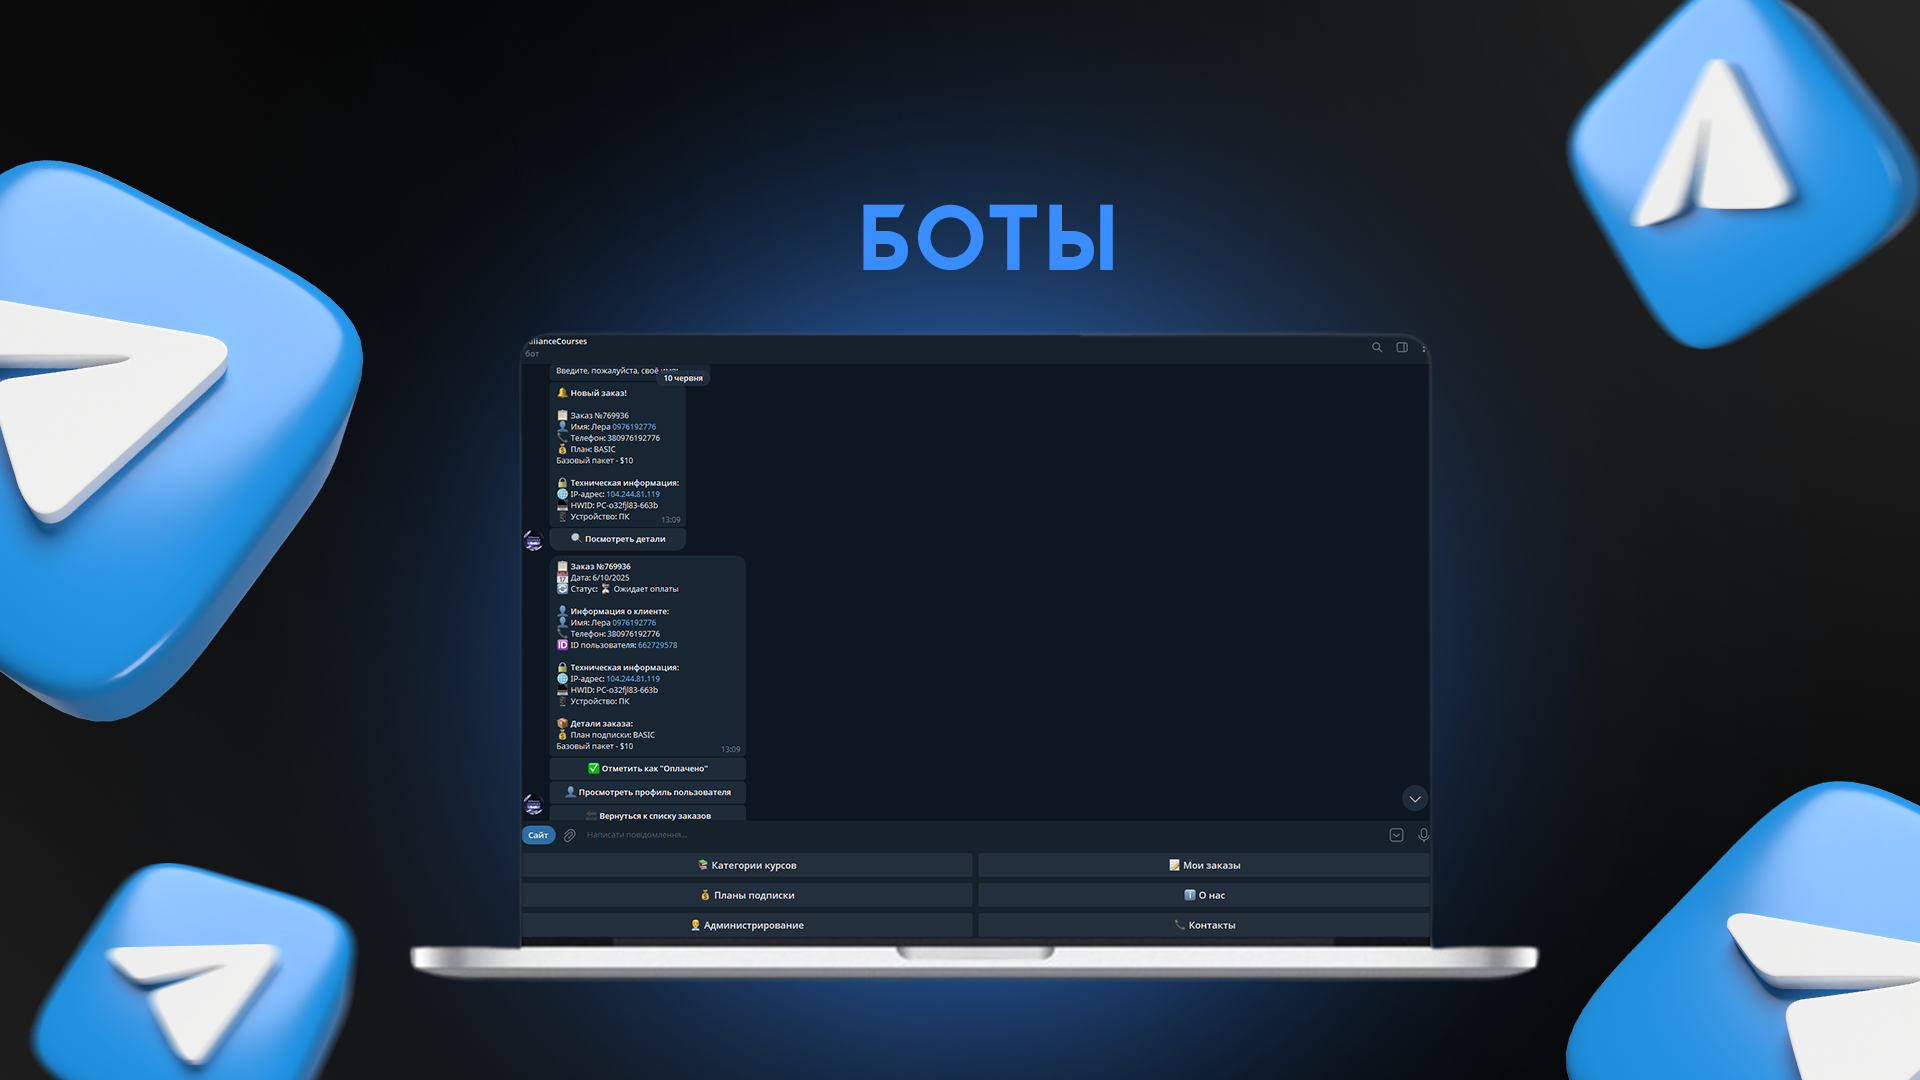 БОТЫ
lianceCourses
бот
Введите, пожалуйста, своё имя:
10 червня
🔔 Новый заказ!
📋 Заказ №769936
👤 Имя: Лера 0976192776
📞 Телефон: 380976192776
💰 План: BASIC
Базовый пакет - $10
🔒 Техническая информация:
🌐 IP-адрес: 104.244.81.119
💻 HWID: PC-o32fjl83-663b
📱 Устройство: ПК
13:09
🔍 Посмотреть детали
📋 Заказ №769936
📅 Дата: 6/10/2025
🔄 Статус: ⏳ Ожидает оплаты
👤 Информация о клиенте:
👤 Имя: Лера 0976192776
📞 Телефон: 380976192776
🆔 ID пользователя: 662729578
🔒 Техническая информация:
🌐 IP-адрес: 104.244.81.119
💻 HWID: PC-o32fjl83-663b
📱 Устройство: ПК
📦 Детали заказа:
💰 План подписки: BASIC
Базовый пакет - $10
13:09
✅ Отметить как "Оплачено"
👤 Просмотреть профиль пользователя
Вернуться к списку заказов
Сайт
Написати повідомлення...
📚 Категории курсов
📝 Мои заказы
💰 Планы подписки
ℹ️ О нас
👨‍💼 Администрирование
📞 Контакты